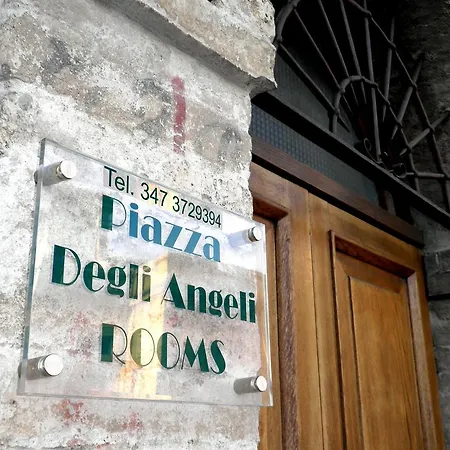 Tel. 347 3729394
Piazza
Degli Angeli
ROOMS